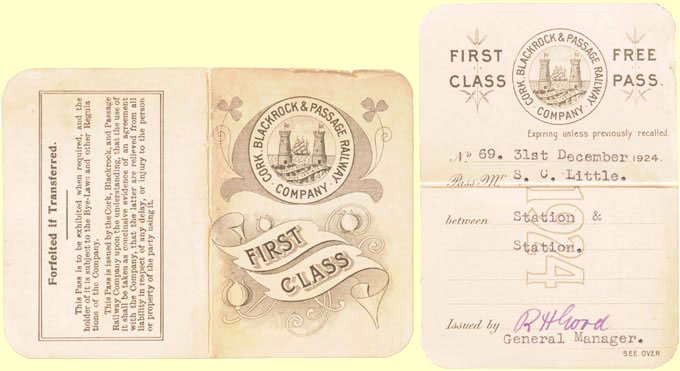 Forfeited if Transferred.
This Pass is to be exhibited when required, and the
holder of it is subject to the Bye-Laws and other Regula
tions of the Company.
This Pass is issued by the Cork, Blackrock, and Passage
Railway Company upon the understanding, that the use of
it shall be taken as conclusive evidence of an agreement
with the Company, that the latter are relieved from all
liability in respect of any delay, or injury to the person
or property of the party using it.
CORK BLACKROCK & PASSAGE RAILWAY
COMPANY
FIRST
CLASS
FIRST CLASS
CORK BLACKROCK & PASSAGE RAILWAY
COMPANY
FREE PASS.
Expiring unless previously recalled.
No. 69. 31st December 1924.
Pass Mr. S. C. Little.
between Station &
Station.
1924
Issued by R H Good
General Manager.
SEE OVER